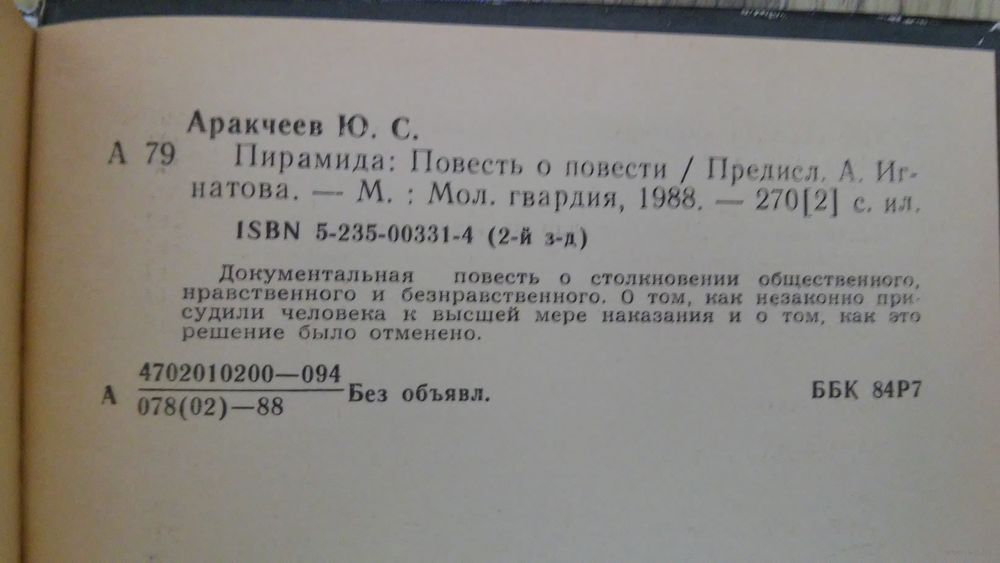 Аракчеев Ю. С.
А 79 Пирамида: Повесть о повести / Предисл. А. Иг-
натова. — М. : Мол. гвардия, 1988. — 270[2] с. ил.
ISBN 5-235-00331-4 (2-й з-д)
Документальная повесть о столкновении общественного,
нравственного и безнравственного. О том, как незаконно при-
судили человека к высшей мере наказания и о том, как это
решение было отменено.
А 4702010200—094
078(02)—88 Без объявл. ББК 84Р7